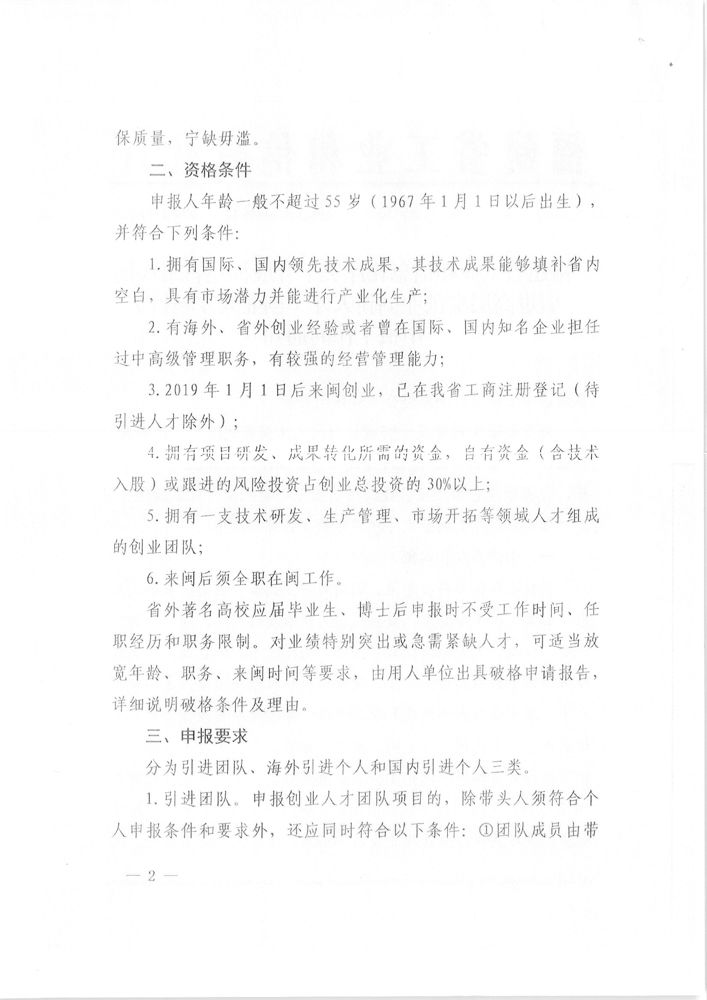 保质量，宁缺毋滥。
二、资格条件
申报人年龄一般不超过55岁（1967年1月1日以后出生），
并符合下列条件：
1.拥有国际、国内领先技术成果，其技术成果能够填补省内
空白，具有市场潜力并能进行产业化生产；
2.有海外、省外创业经验或者曾在国际、国内知名企业担任
过中高级管理职务，有较强的经营管理能力；
3.2019年1月1日后来闽创业，已在我省工商注册登记（待
引进人才除外）；
4.拥有项目研发、成果转化所需的资金，自有资金（含技术
入股）或跟进的风险投资占创业总投资的30%以上；
5.拥有一支技术研发、生产管理、市场开拓等领域人才组成
的创业团队；
6.来闽后须全职在闽工作。
省外著名高校应届毕业生、博士后申报时不受工作时间、任
职经历和职务限制。对业绩特别突出或急需紧缺人才，可适当放
宽年龄、职务、来闽时间等要求，由用人单位出具破格申请报告，
详细说明破格条件及理由。
三、申报要求
分为引进团队、海外引进个人和国内引进个人三类。
1.引进团队。申报创业人才团队项目的，除带头人须符合个
人申报条件和要求外，还应同时符合以下条件：①团队成员由带
— 2 —